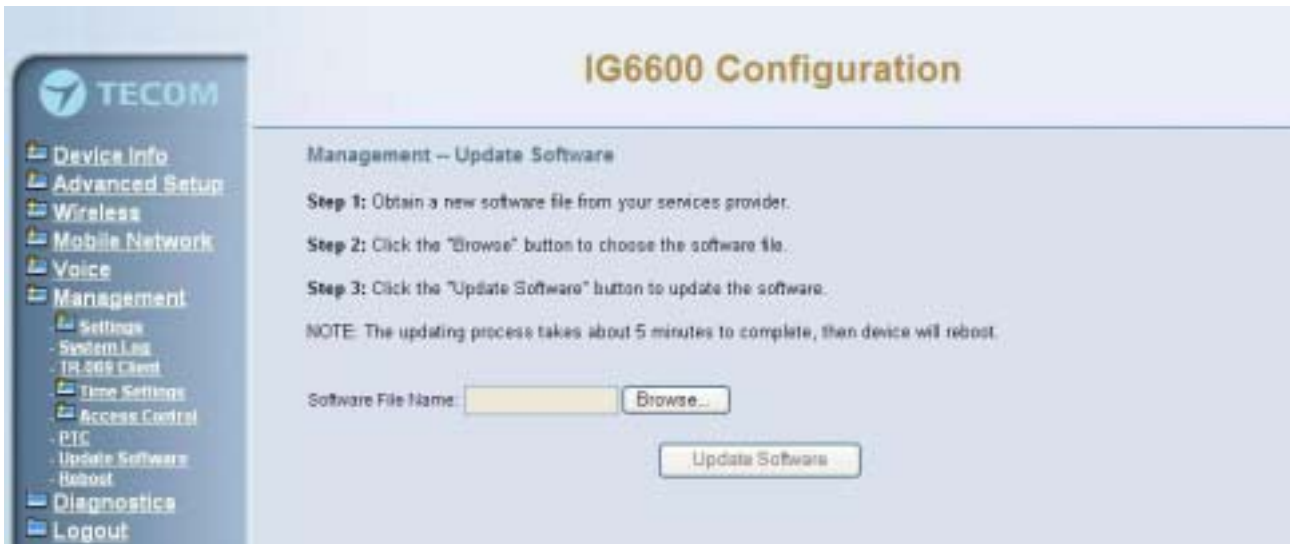 IG6600 Configuration
TECOM
Device Info
Advanced Setup
Wireless
Mobile Network
Voice
Management
Settings
- System Log
- TR-069 Client
Time Settings
Access Control
- PTC
- Update Software
- Reboot
Diagnostics
Logout
Management -- Update Software
Step 1: Obtain a new software file from your services provider.
Step 2: Click the "Browse" button to choose the software file.
Step 3: Click the "Update Software" button to update the software.
NOTE: The updating process takes about 5 minutes to complete, then device will reboot.
Software File Name: Browse...
Update Software